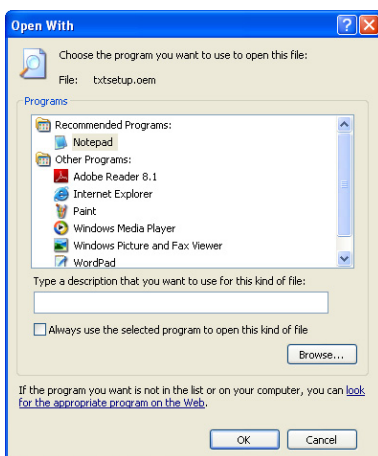 Open With
Choose the program you want to use to open this file:
File: txtsetup.oem
Programs
Recommended Programs:
Notepad
Other Programs:
Adobe Reader 8.1
Internet Explorer
Paint
Windows Media Player
Windows Picture and Fax Viewer
WordPad
Type a description that you want to use for this kind of file:
Always use the selected program to open this kind of file
Browse...
If the program you want is not in the list or on your computer, you can look
for the appropriate program on the Web.
OK Cancel